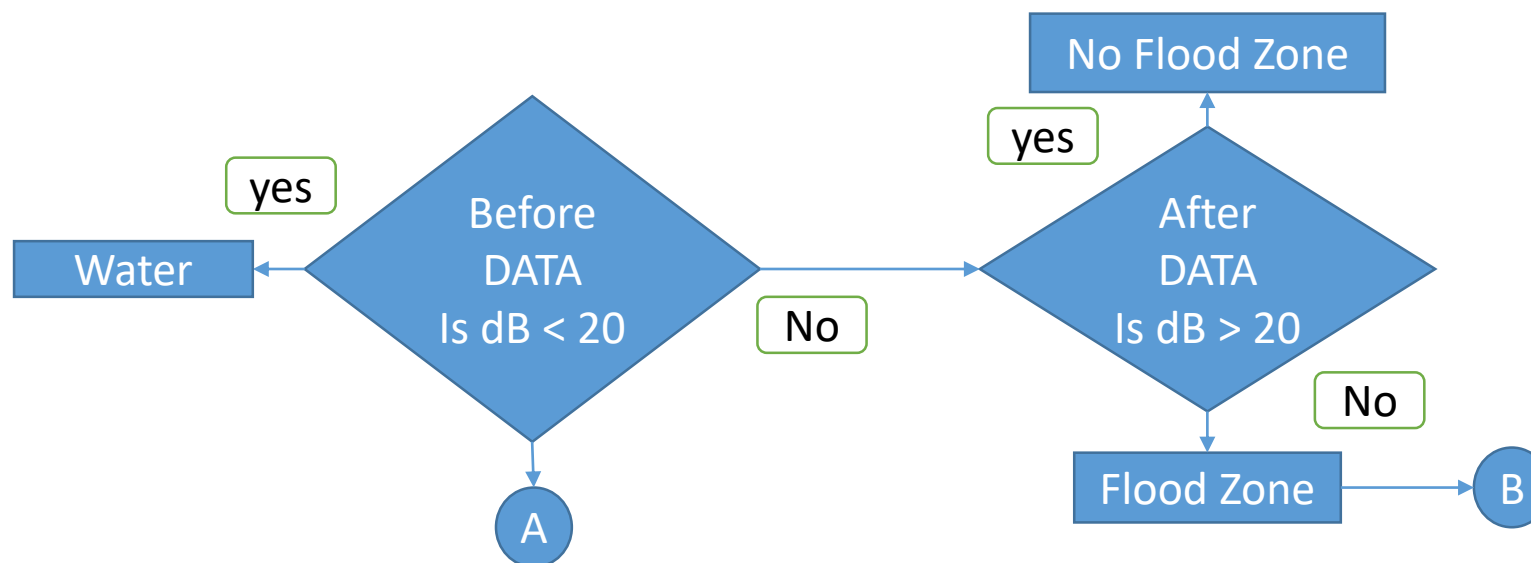 No Flood Zone
yes
yes
Before
DATA
Is dB < 20
After
DATA
Is dB > 20
Water
No
No
Flood Zone
B
A